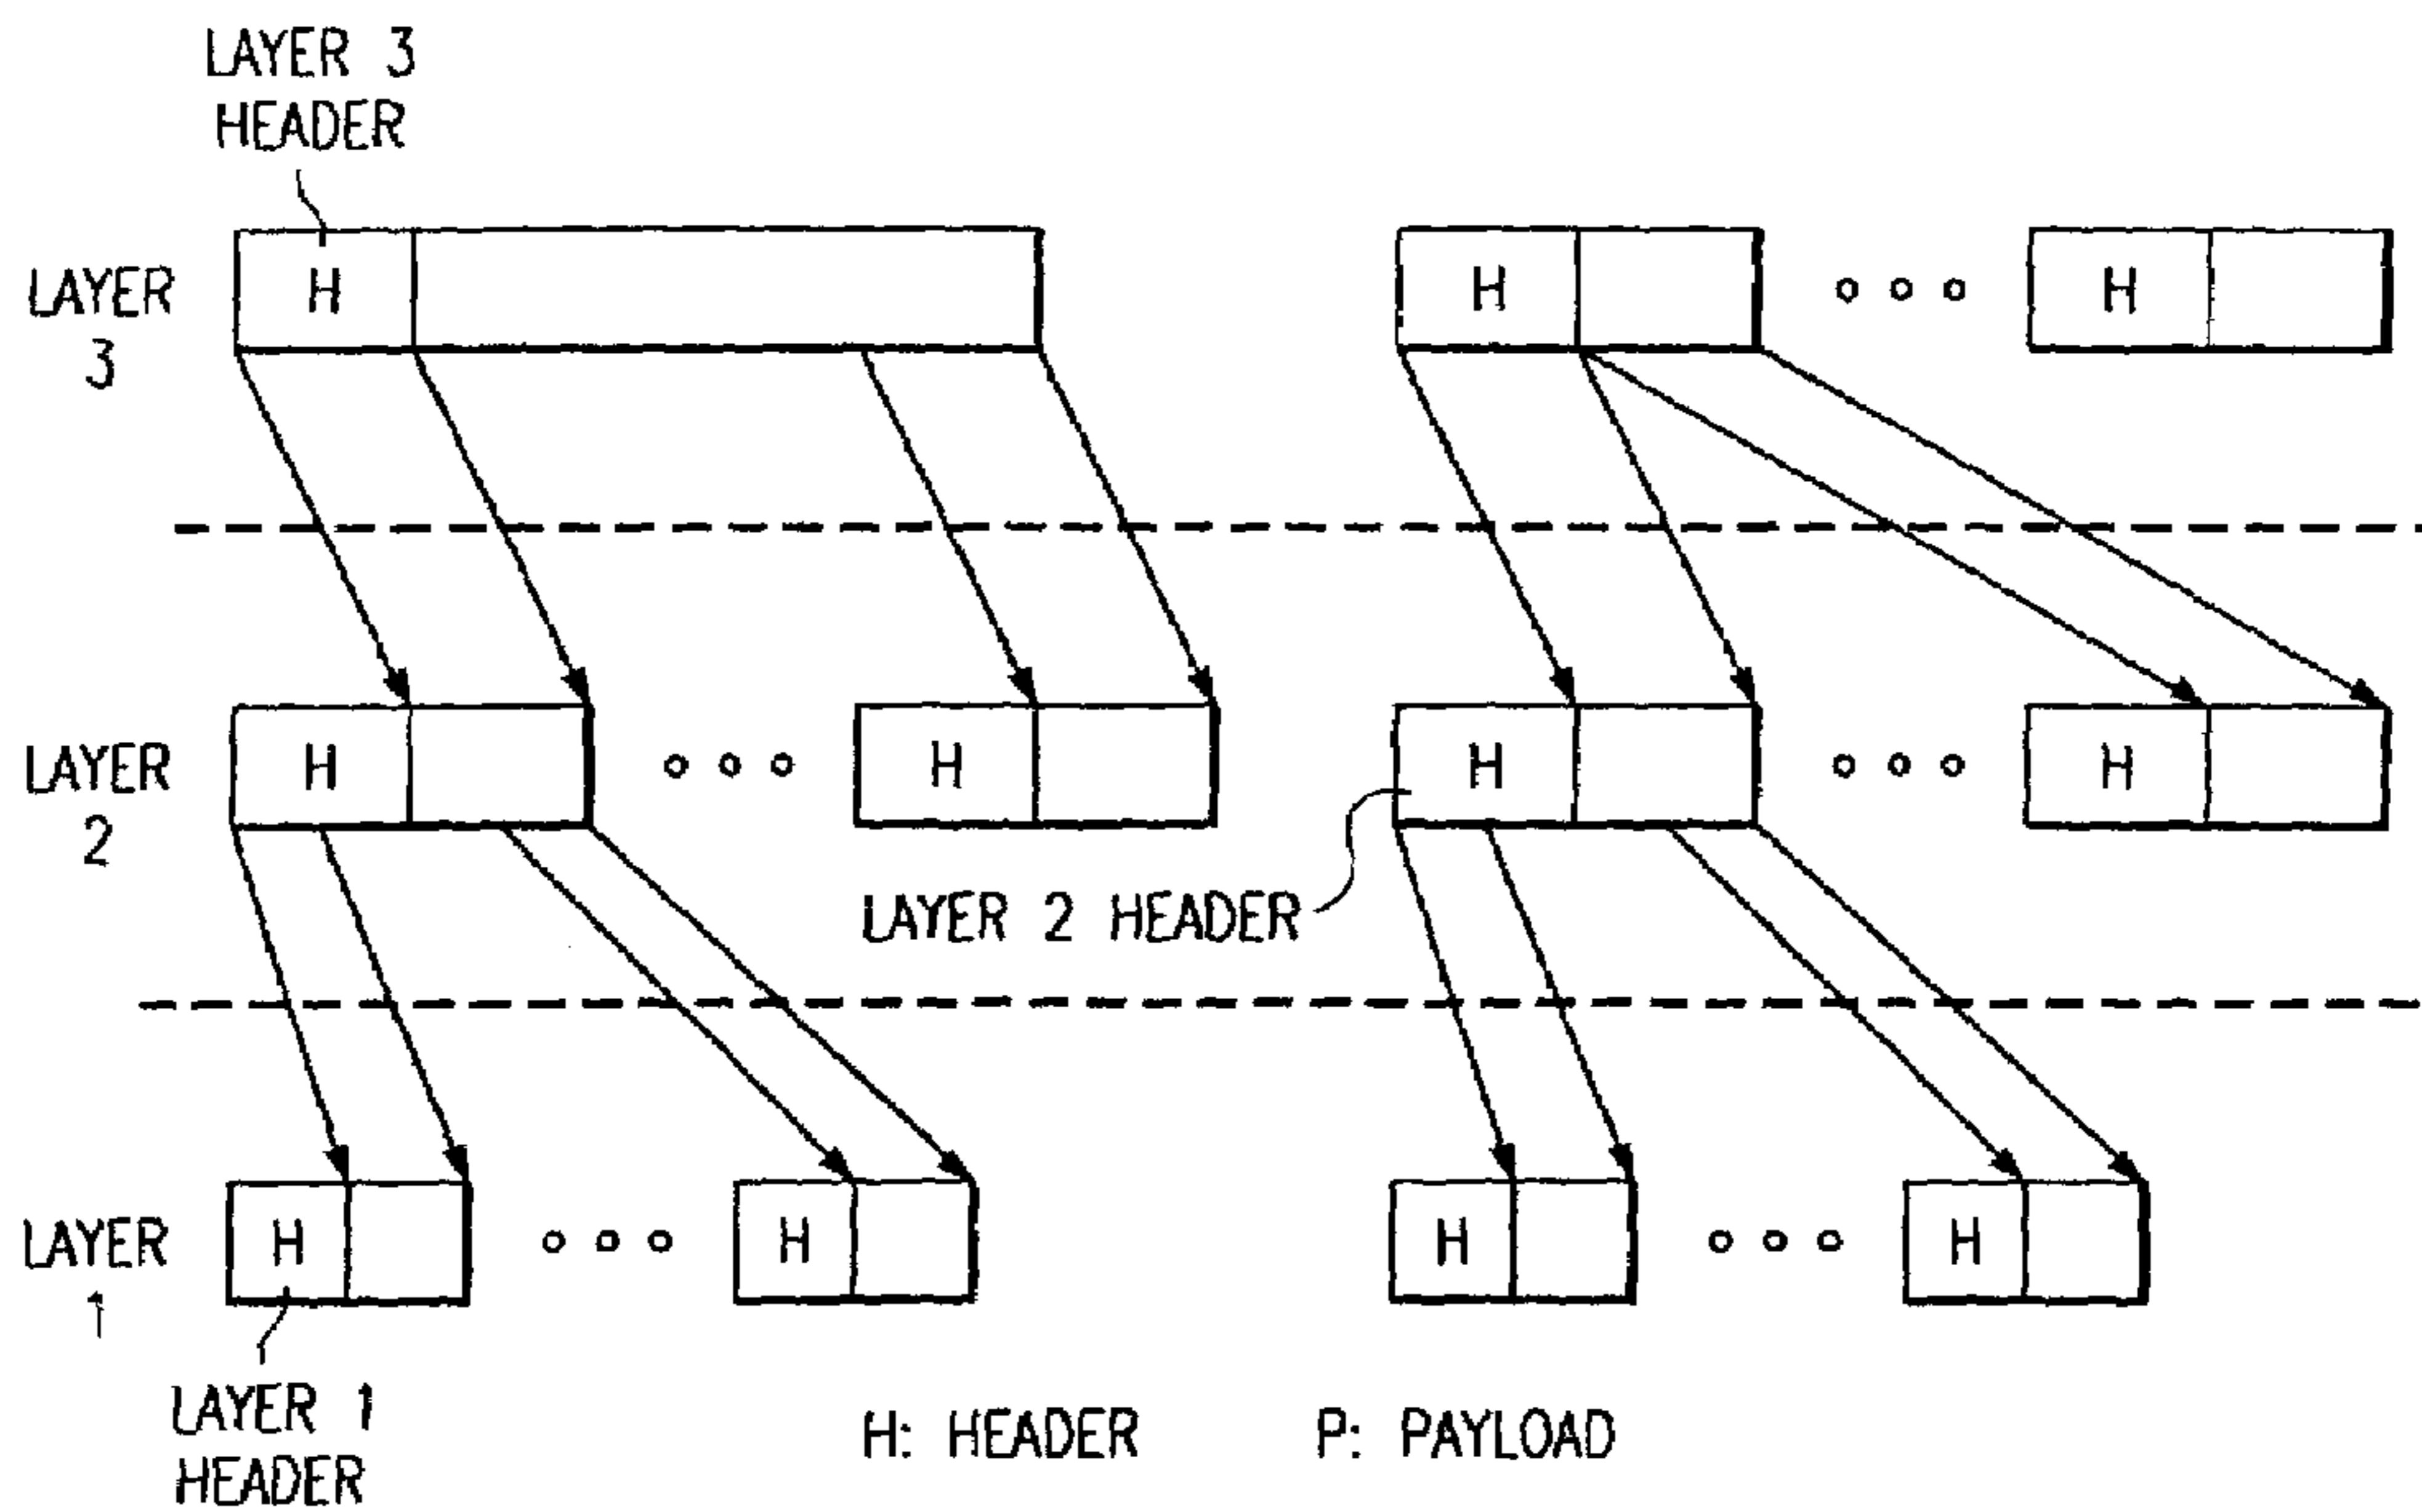 LAYER 3
HEADER
LAYER
3
H
H
H
LAYER
2
H
H
H
H
LAYER 2 HEADER
LAYER
1
H
H
H
H
LAYER 1
HEADER
H: HEADER
P: PAYLOAD